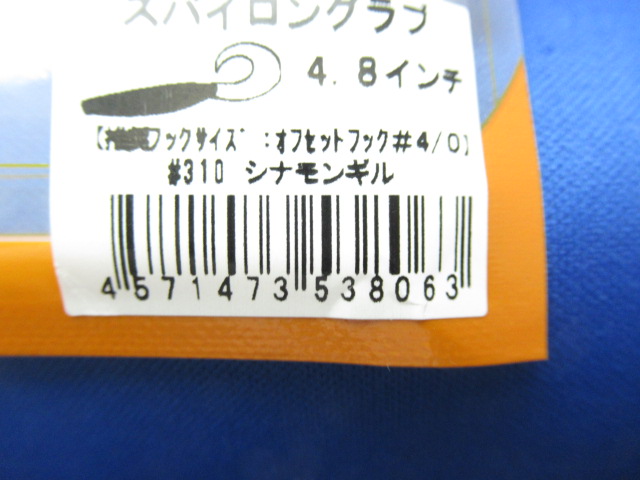 スパイロングラブ
4.8インチ
【推奨フックサイズ:オフセットフック#4/0】
#310 シナモンギル
4571473538063